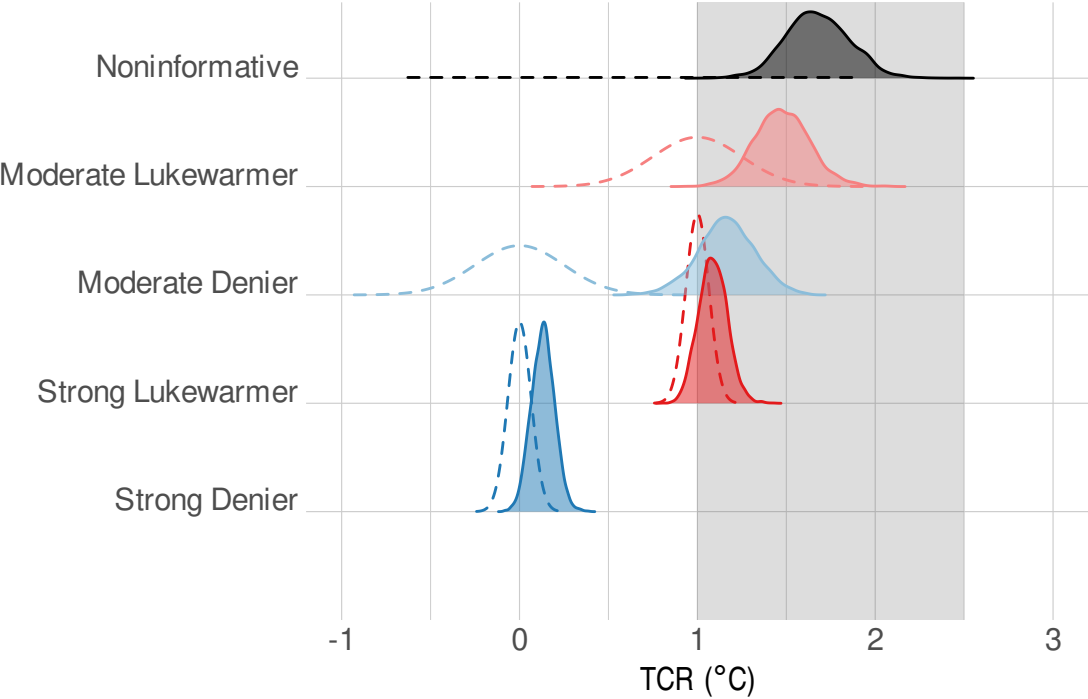 Noninformative
Moderate Lukewarmer
Moderate Denier
Strong Lukewarmer
Strong Denier
-1 0 1 2 3
TCR (°C)